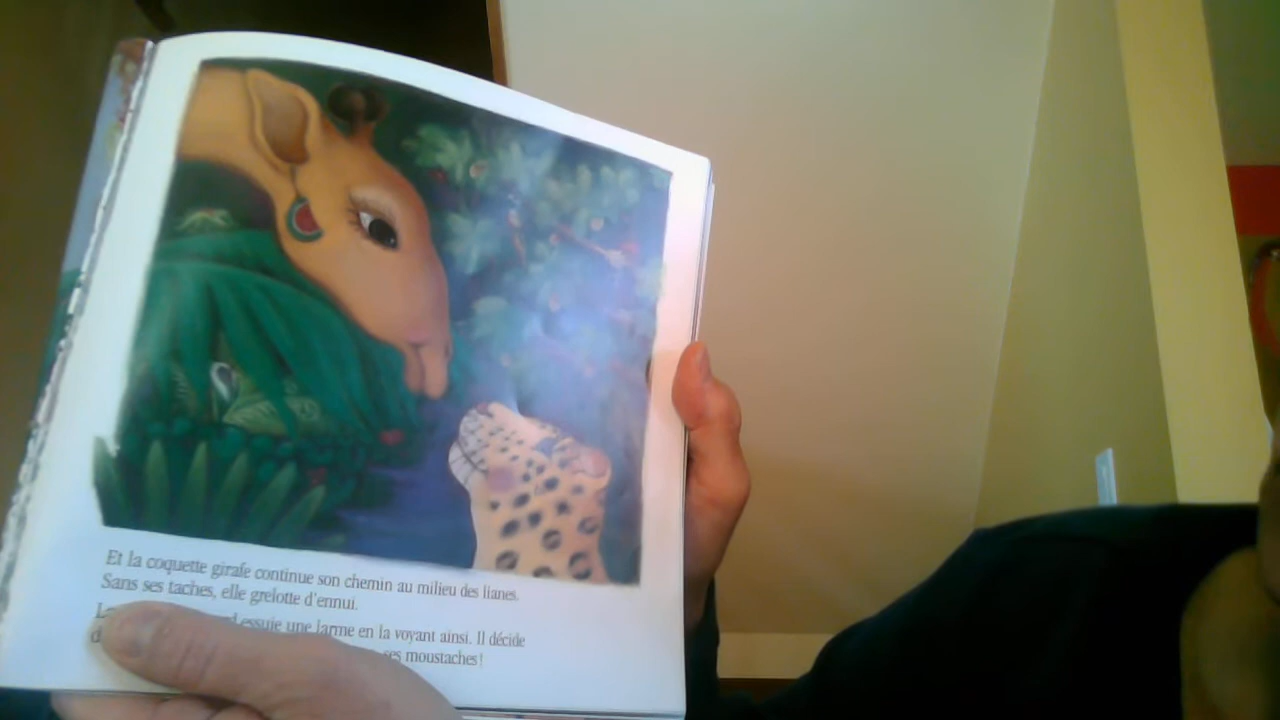 Et la coquette girafe continue son chemin au milieu des lianes.
Sans ses taches, elle grelotte d'ennui.
essuie une larme en la voyant ainsi. Il décide
ses moustaches!